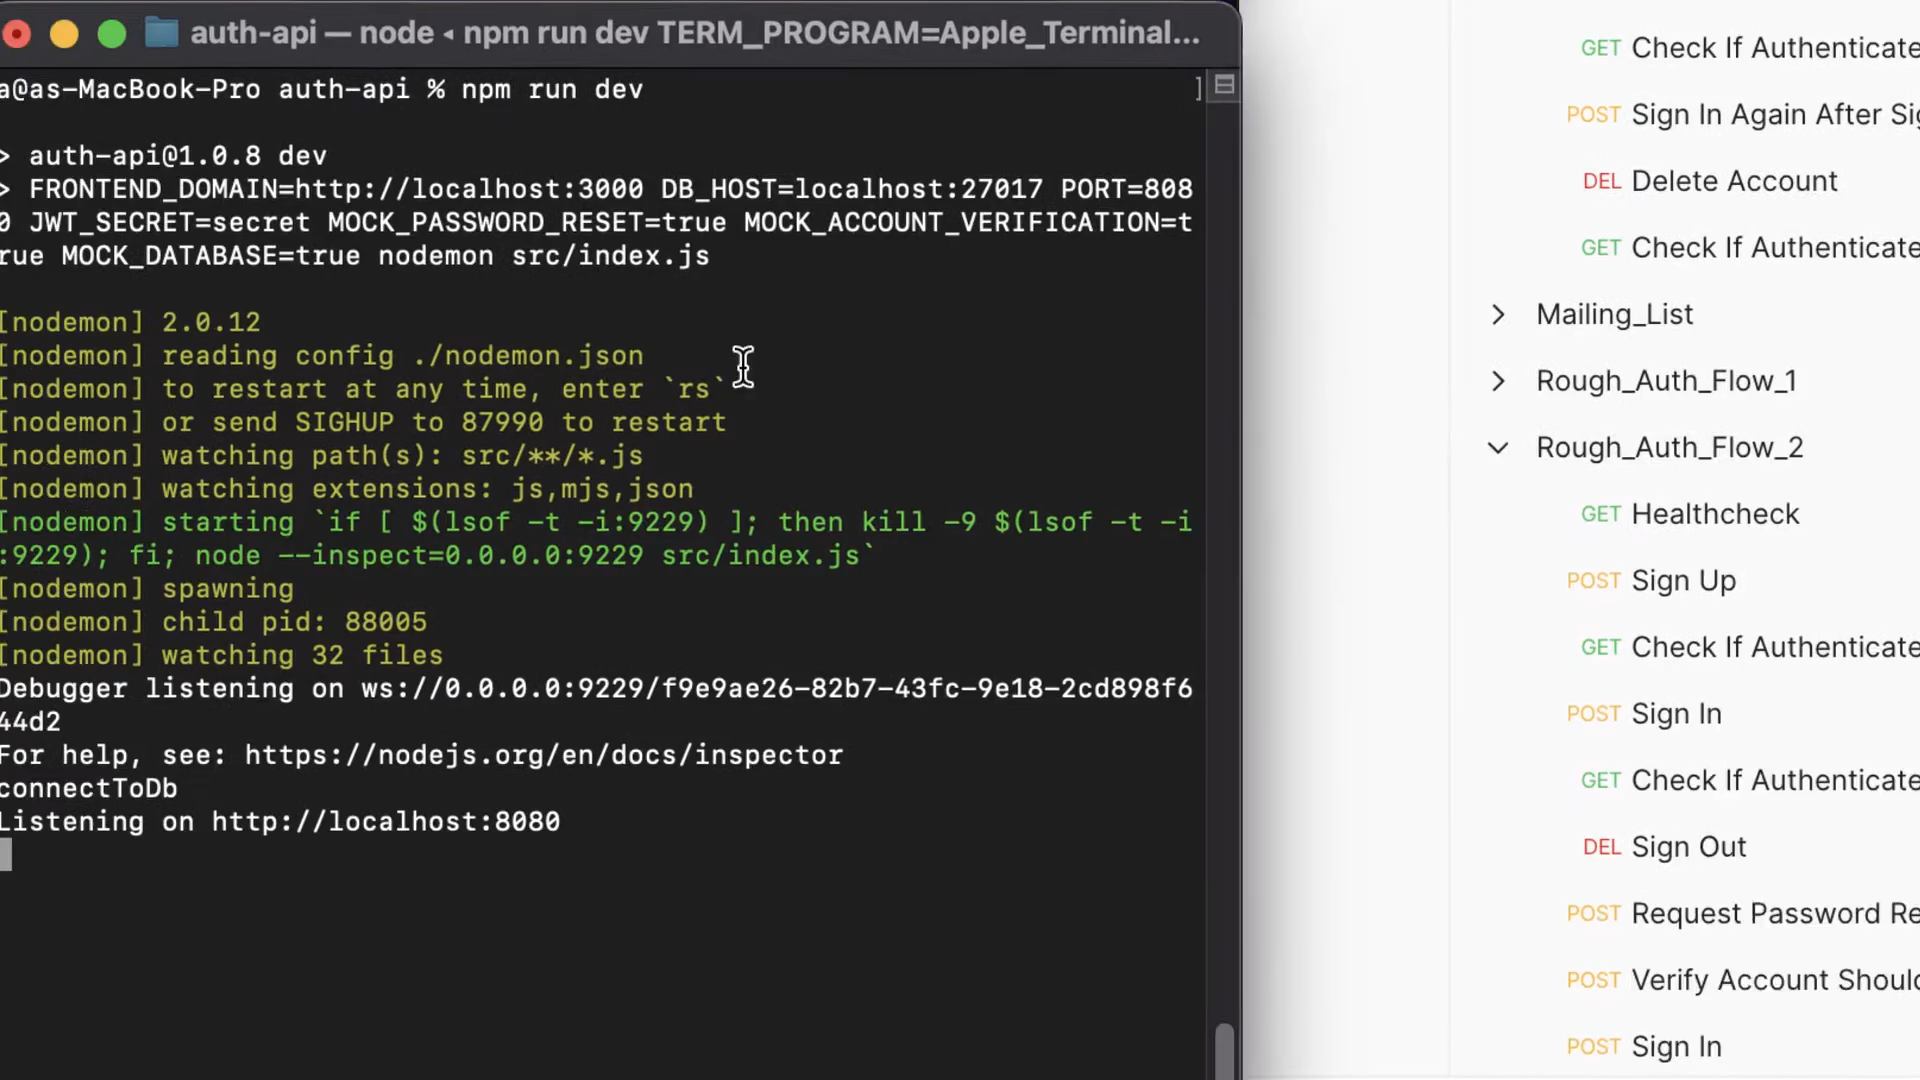 auth-api — node ◂ npm run dev TERM_PROGRAM=Apple_Terminal...
a@as-MacBook-Pro auth-api % npm run dev
> auth-api@1.0.8 dev
> FRONTEND_DOMAIN=http://localhost:3000 DB_HOST=localhost:27017 PORT=808
0 JWT_SECRET=secret MOCK_PASSWORD_RESET=true MOCK_ACCOUNT_VERIFICATION=t
rue MOCK_DATABASE=true nodemon src/index.js
[nodemon] 2.0.12
[nodemon] reading config ./nodemon.json
[nodemon] to restart at any time, enter `rs`
[nodemon] or send SIGHUP to 87990 to restart
[nodemon] watching path(s): src/**/*.js
[nodemon] watching extensions: js,mjs,json
[nodemon] starting `if [ $(lsof -t -i:9229) ]; then kill -9 $(lsof -t -i
:9229); fi; node --inspect=0.0.0.0:9229 src/index.js`
[nodemon] spawning
[nodemon] child pid: 88005
[nodemon] watching 32 files
Debugger listening on ws://0.0.0.0:9229/f9e9ae26-82b7-43fc-9e18-2cd898f6
44d2
For help, see: https://nodejs.org/en/docs/inspector
connectToDb
Listening on http://localhost:8080
GET Check If Authenticate
POST Sign In Again After Sig
DEL Delete Account
GET Check If Authenticate
Mailing_List
Rough_Auth_Flow_1
Rough_Auth_Flow_2
GET Healthcheck
POST Sign Up
GET Check If Authenticate
POST Sign In
GET Check If Authenticate
DEL Sign Out
POST Request Password Re
POST Verify Account Should
POST Sign In